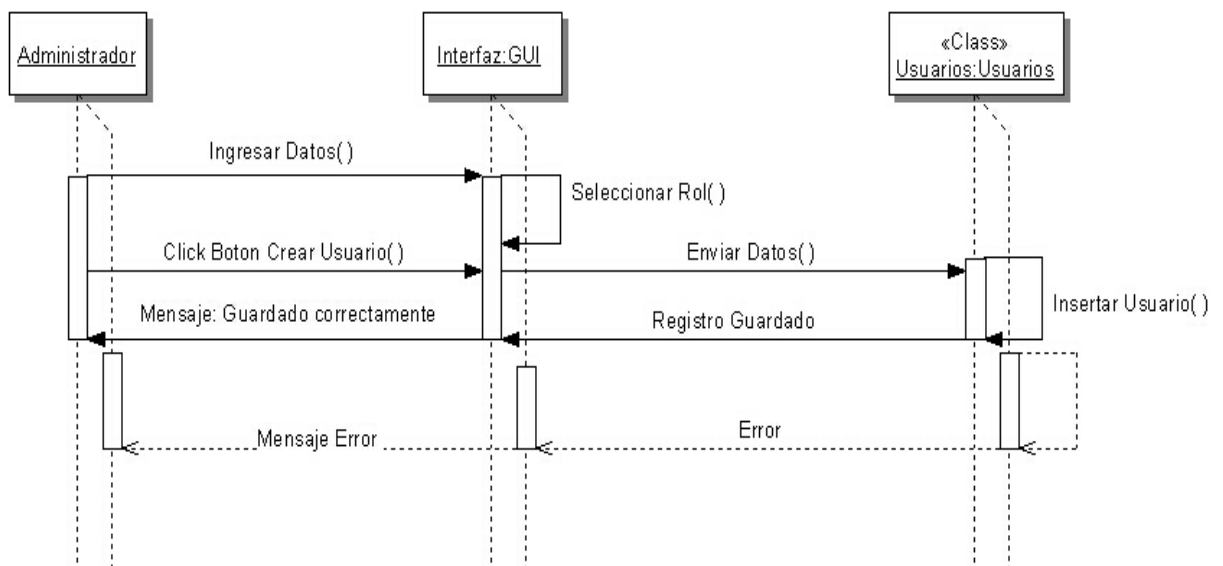 Administrador
Interfaz:GUI
«Class»
Usuarios:Usuarios
Ingresar Datos( )
Seleccionar Rol( )
Click Boton Crear Usuario( )
Enviar Datos( )
Mensaje: Guardado correctamente
Registro Guardado
Insertar Usuario( )
Mensaje Error
Error